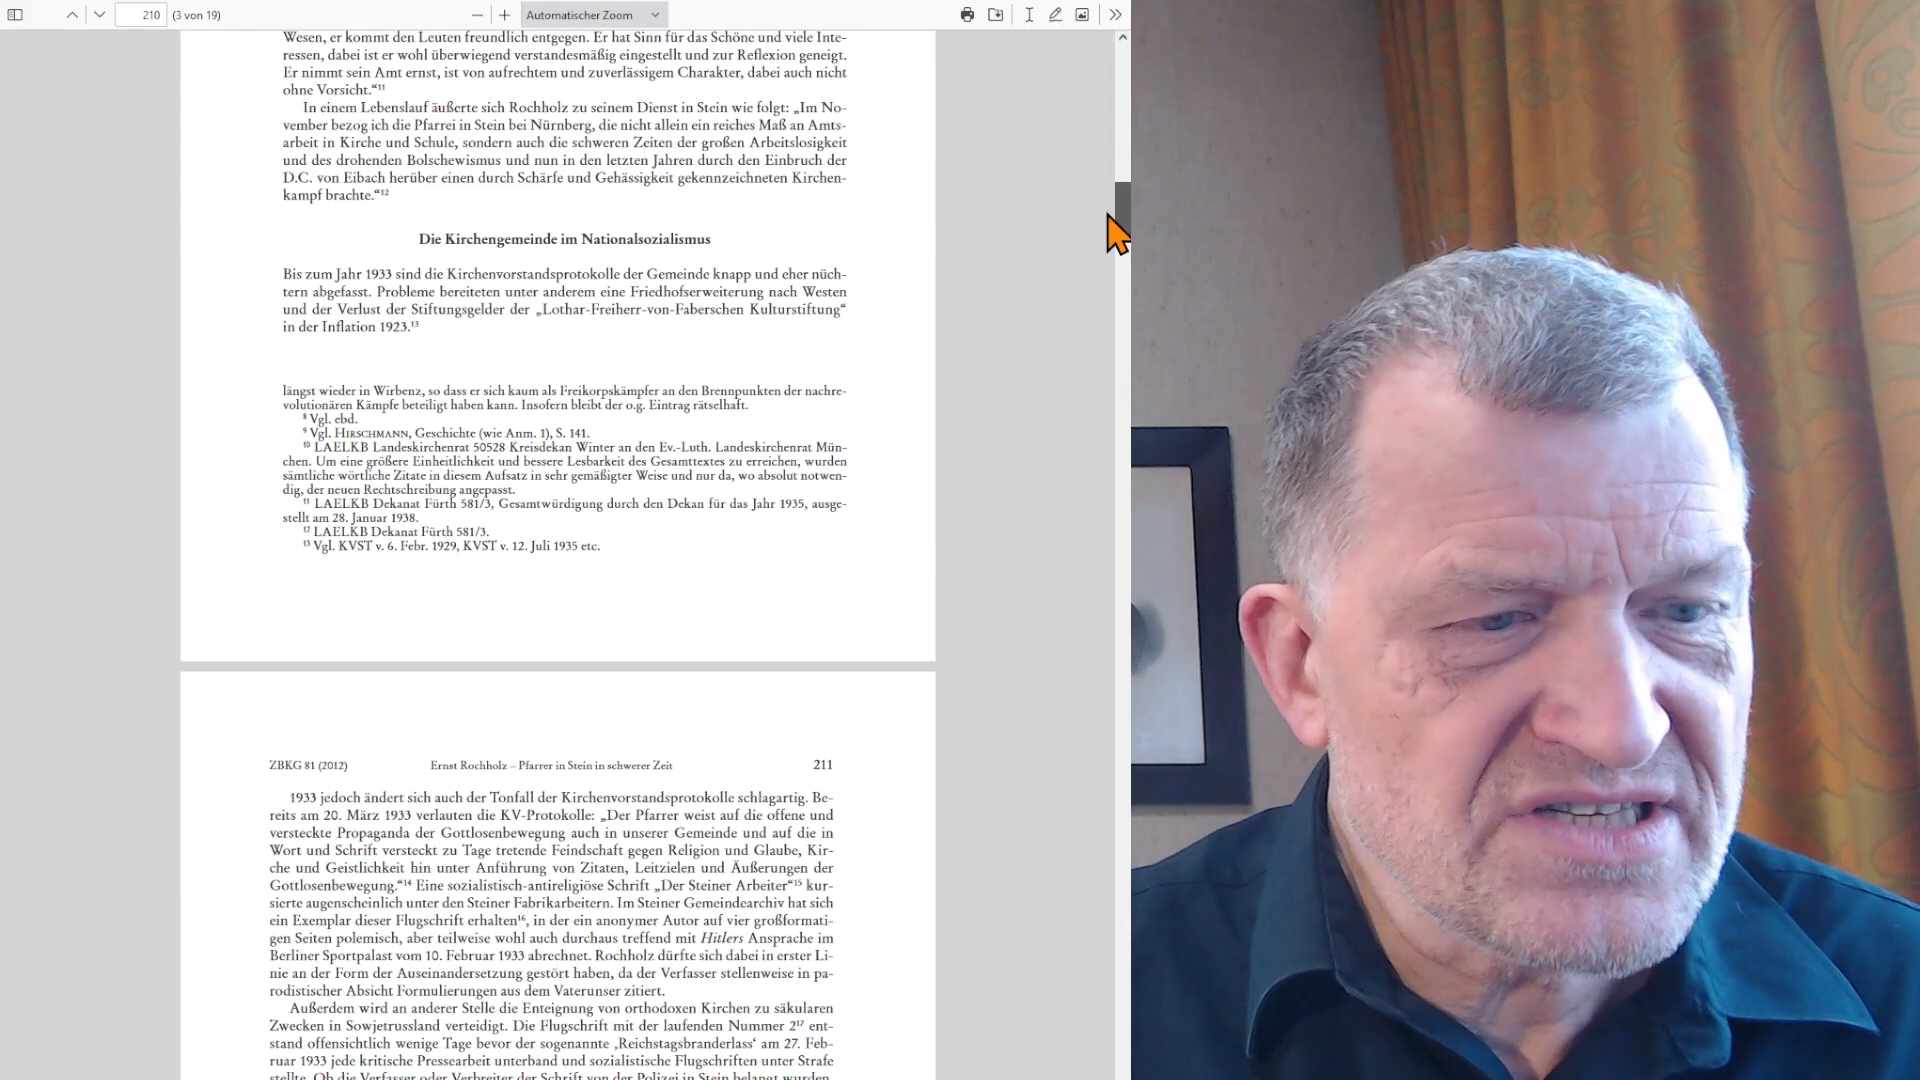 210
(3 von 19)
Automatischer Zoom
Wesen, er kommt den Leuten freundlich entgegen. Er hat Sinn für das Schöne und viele Inte-
ressen, dabei ist er wohl überwiegend verstandesmäßig eingestellt und zur Reflexion geneigt.
Er nimmt sein Amt ernst, ist von aufrechtem und zuverlässigem Charakter, dabei auch nicht
ohne Vorsicht.“¹¹
In einem Lebenslauf äußerte sich Rochholz zu seinem Dienst in Stein wie folgt: „Im No-
vember bezog ich die Pfarrei in Stein bei Nürnberg, die nicht allein ein reiches Maß an Amts-
arbeit in Kirche und Schule, sondern auch die schweren Zeiten der großen Arbeitslosigkeit
und des drohenden Bolschewismus und nun in den letzten Jahren durch den Einbruch der
D.C. von Eibach herüber einen durch Schärfe und Gehässigkeit gekennzeichneten Kirchen-
kampf brachte.“¹²
Die Kirchengemeinde im Nationalsozialismus
Bis zum Jahr 1933 sind die Kirchenvorstandsprotokolle der Gemeinde knapp und eher nüch-
tern abgefasst. Probleme bereiteten unter anderem eine Friedhofserweiterung nach Westen
und der Verlust der Stiftungsgelder der „Lothar-Freiherr-von-Faberschen Kulturstiftung“
in der Inflation 1923.¹³
längst wieder in Wirbenz, so dass er sich kaum als Freikorpskämpfer an den Brennpunkten der nachre-
volutionären Kämpfe beteiligt haben kann. Insofern bleibt der o.g. Eintrag rätselhaft.
⁸ Vgl. ebd.
⁹ Vgl. HIRSCHMANN, Geschichte (wie Anm. 1), S. 141.
¹⁰ LAELKB Landeskirchenrat 50528 Kreisdekan Winter an den Ev.-Luth. Landeskirchenrat Mün-
chen. Um eine größere Einheitlichkeit und bessere Lesbarkeit des Gesamttextes zu erreichen, wurden
sämtliche wörtliche Zitate in diesem Aufsatz in sehr gemäßigter Weise und nur da, wo absolut notwen-
dig, der neuen Rechtschreibung angepasst.
¹¹ LAELKB Dekanat Fürth 581/3, Gesamtwürdigung durch den Dekan für das Jahr 1935, ausge-
stellt am 28. Januar 1938.
¹² LAELKB Dekanat Fürth 581/3.
¹³ Vgl. KVST v. 6. Febr. 1929, KVST v. 12. Juli 1935 etc.
ZBKG 81 (2012)
Ernst Rochholz – Pfarrer in Stein in schwerer Zeit
211
1933 jedoch ändert sich auch der Tonfall der Kirchenvorstandsprotokolle schlagartig. Be-
reits am 20. März 1933 verlauten die KV-Protokolle: „Der Pfarrer weist auf die offene und
versteckte Propaganda der Gottlosenbewegung auch in unserer Gemeinde und auf die in
Wort und Schrift versteckt zu Tage tretende Feindschaft gegen Religion und Glaube, Kir-
che und Geistlichkeit hin unter Anführung von Zitaten, Leitzielen und Äußerungen der
Gottlosenbewegung.“¹⁴ Eine sozialistisch-antireligiöse Schrift „Der Steiner Arbeiter“¹⁵ kur-
sierte augenscheinlich unter den Steiner Fabrikarbeitern. Im Steiner Gemeindearchiv hat sich
ein Exemplar dieser Flugschrift erhalten¹⁶, in der ein anonymer Autor auf vier großformati-
gen Seiten polemisch, aber teilweise wohl auch durchaus treffend mit Hitlers Ansprache im
Berliner Sportpalast vom 10. Februar 1933 abrechnet. Rochholz dürfte sich dabei in erster Li-
nie an der Form der Auseinandersetzung gestört haben, da der Verfasser stellenweise in pa-
rodistischer Absicht Formulierungen aus dem Vaterunser zitiert.
Außerdem wird an anderer Stelle die Enteignung von orthodoxen Kirchen zu säkularen
Zwecken in Sowjetrussland verteidigt. Die Flugschrift mit der laufenden Nummer 2¹⁷ ent-
stand offensichtlich wenige Tage bevor der sogenannte ‚Reichstagsbranderlass‘ am 27. Feb-
ruar 1933 jede kritische Pressearbeit unterband und sozialistische Flugschriften unter Strafe
stellte. Ob die Verfasser oder Verbreiter der Schrift von der Polizei in Stein belangt wurden,